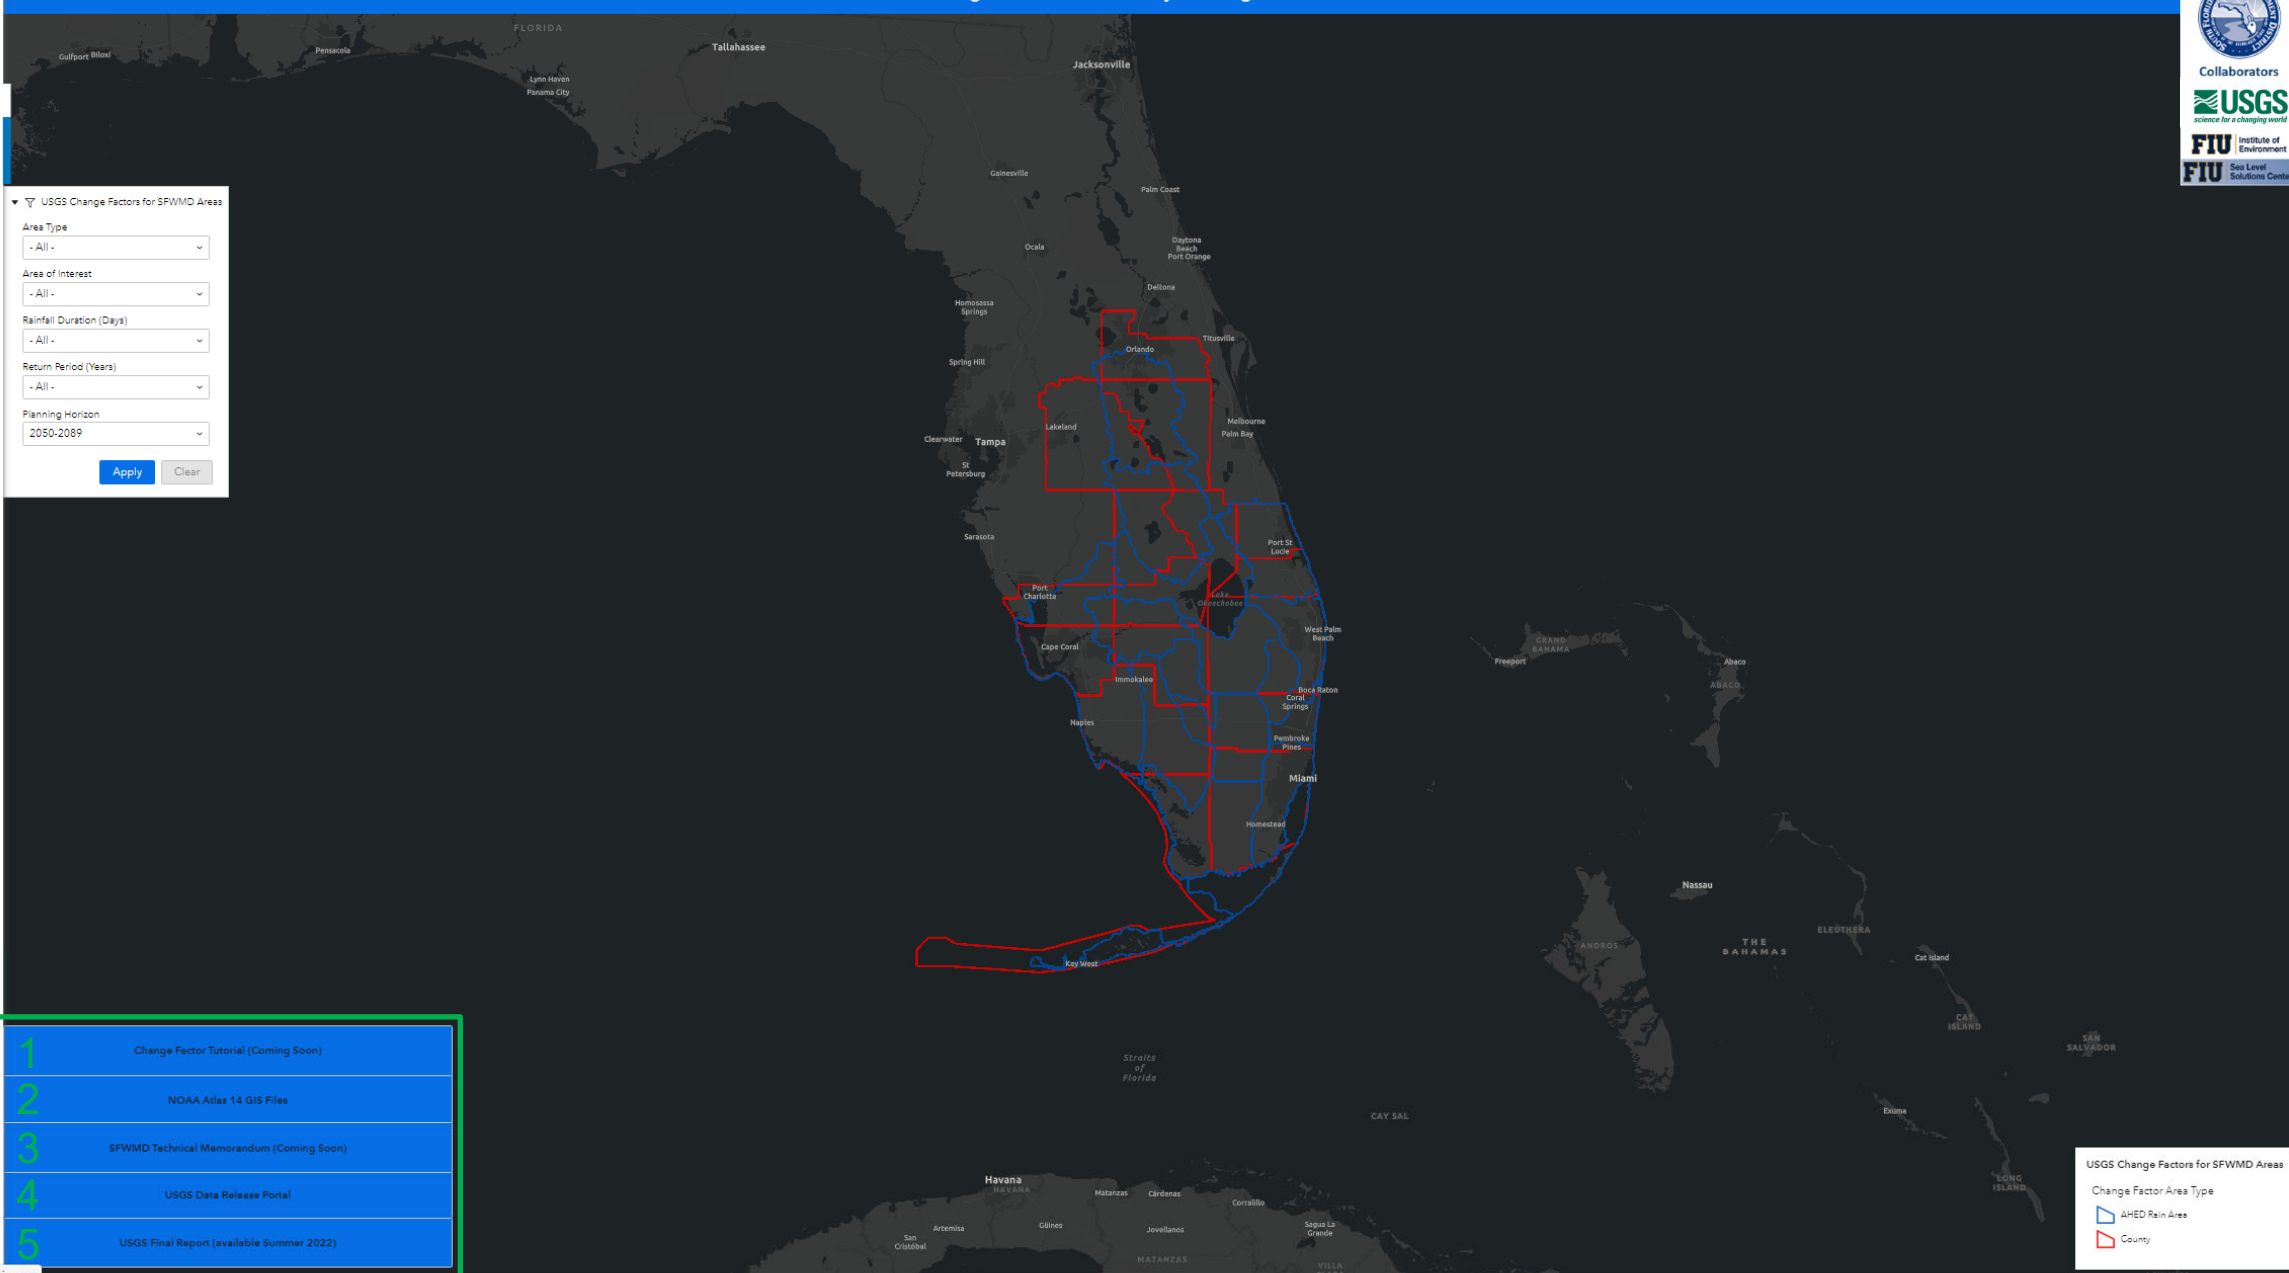 Collaborators
USGS
science for a changing world
FIU Institute of
Environment
FIU Sea Level
Solutions Cente
USGS Change Factors for SFWMD Areas
Area Type
- All -
Area of Interest
- All -
Rainfall Duration (Days)
- All -
Return Period (Years)
- All -
Planning Horizon
2050-2089
Apply
Clear
FLORIDA
Gulfport
Biloxi
Pensacola
Tallahassee
Jacksonville
Lynn Haven
Panama City
Gainesville
Palm Coast
Ocala
Daytona
Beach
Port Orange
Deltona
Homosassa
Springs
Titusville
Orlando
Spring Hill
Lakeland
Melbourne
Palm Bay
Clearwater
Tampa
St
Petersburg
Sarasota
Port St
Lucie
Port
Charlotte
Lake
Okeechobee
West Palm
Beach
Cape Coral
Immokalee
Boca Raton
Coral
Springs
Naples
Pembroke
Pines
Miami
Homestead
Key West
GRAND
BAHAMA
Freeport
Abaco
ABACO
Nassau
ELEUTHERA
ANDROS
THE
BAHAMAS
Cat Island
CAT
ISLAND
SAN
SALVADOR
Straits
of
Florida
CAY SAL
Exuma
LONG
ISLAND
Havana
HAVANA
Matanzas
Cárdenas
Corralillo
Artemisa
Güines
Jovellanos
Sagua La
Grande
San
Cristóbal
MATANZAS
VILLA
1 Change Factor Tutorial (Coming Soon)
2 NOAA Atlas 14 GIS Files
3 SFWMD Technical Memorandum (Coming Soon)
4 USGS Data Release Portal
5 USGS Final Report (available Summer 2022)
USGS Change Factors for SFWMD Areas
Change Factor Area Type
AHED Rain Area
County